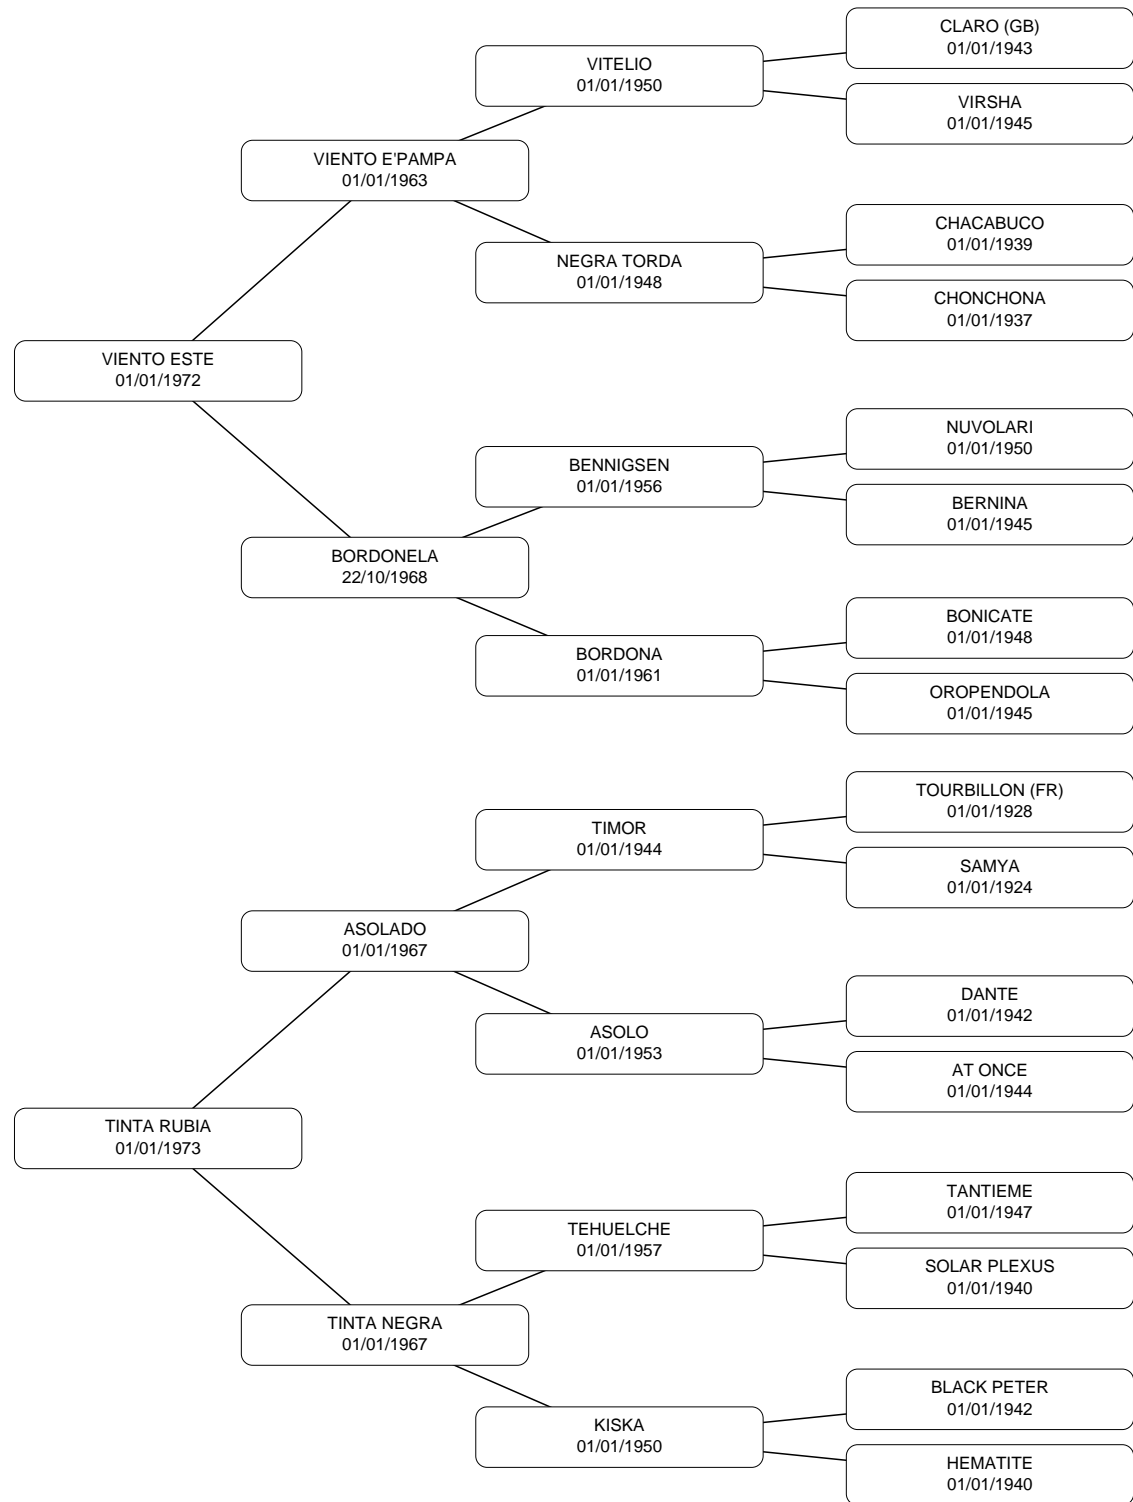 CLARO (GB)
01/01/1943
VITELIO
01/01/1950
VIRSHA
01/01/1945
VIENTO E'PAMPA
01/01/1963
CHACABUCO
01/01/1939
NEGRA TORDA
01/01/1948
CHONCHONA
01/01/1937
VIENTO ESTE
01/01/1972
NUVOLARI
01/01/1950
BENNIGSEN
01/01/1956
BERNINA
01/01/1945
BORDONELA
22/10/1968
BONICATE
01/01/1948
BORDONA
01/01/1961
OROPENDOLA
01/01/1945
TOURBILLON (FR)
01/01/1928
TIMOR
01/01/1944
SAMYA
01/01/1924
ASOLADO
01/01/1967
DANTE
01/01/1942
ASOLO
01/01/1953
AT ONCE
01/01/1944
TINTA RUBIA
01/01/1973
TANTIEME
01/01/1947
TEHUELCHE
01/01/1957
SOLAR PLEXUS
01/01/1940
TINTA NEGRA
01/01/1967
BLACK PETER
01/01/1942
KISKA
01/01/1950
HEMATITE
01/01/1940